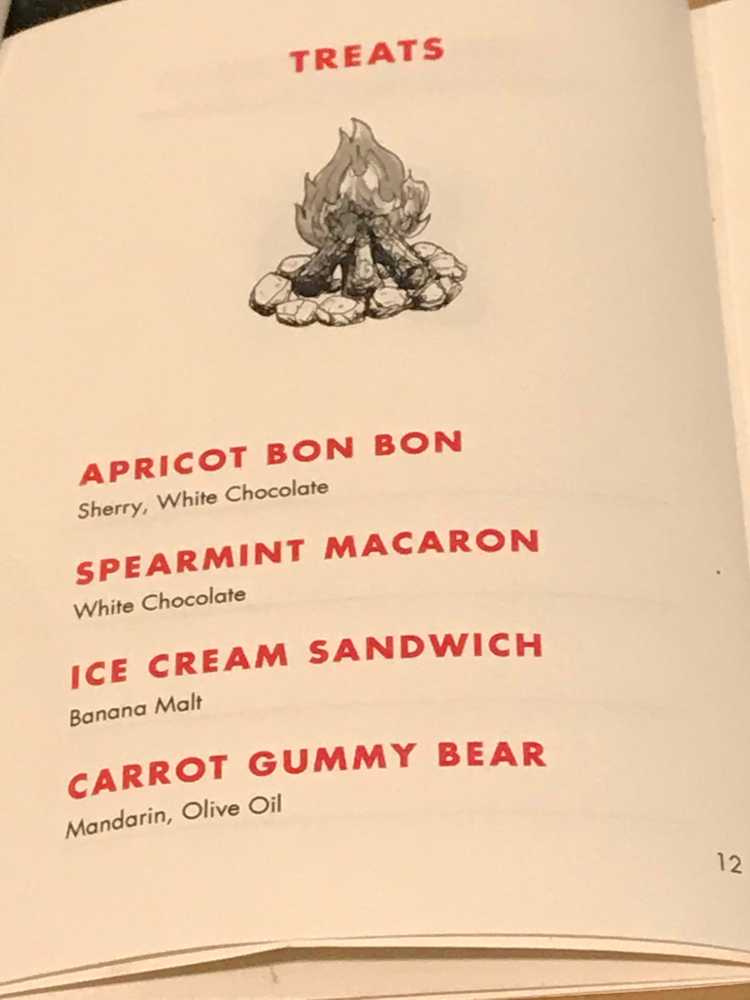 TREATS
APRICOT BON BON
Sherry, White Chocolate
SPEARMINT MACARON
White Chocolate
ICE CREAM SANDWICH
Banana Malt
CARROT GUMMY BEAR
Mandarin, Olive Oil
12